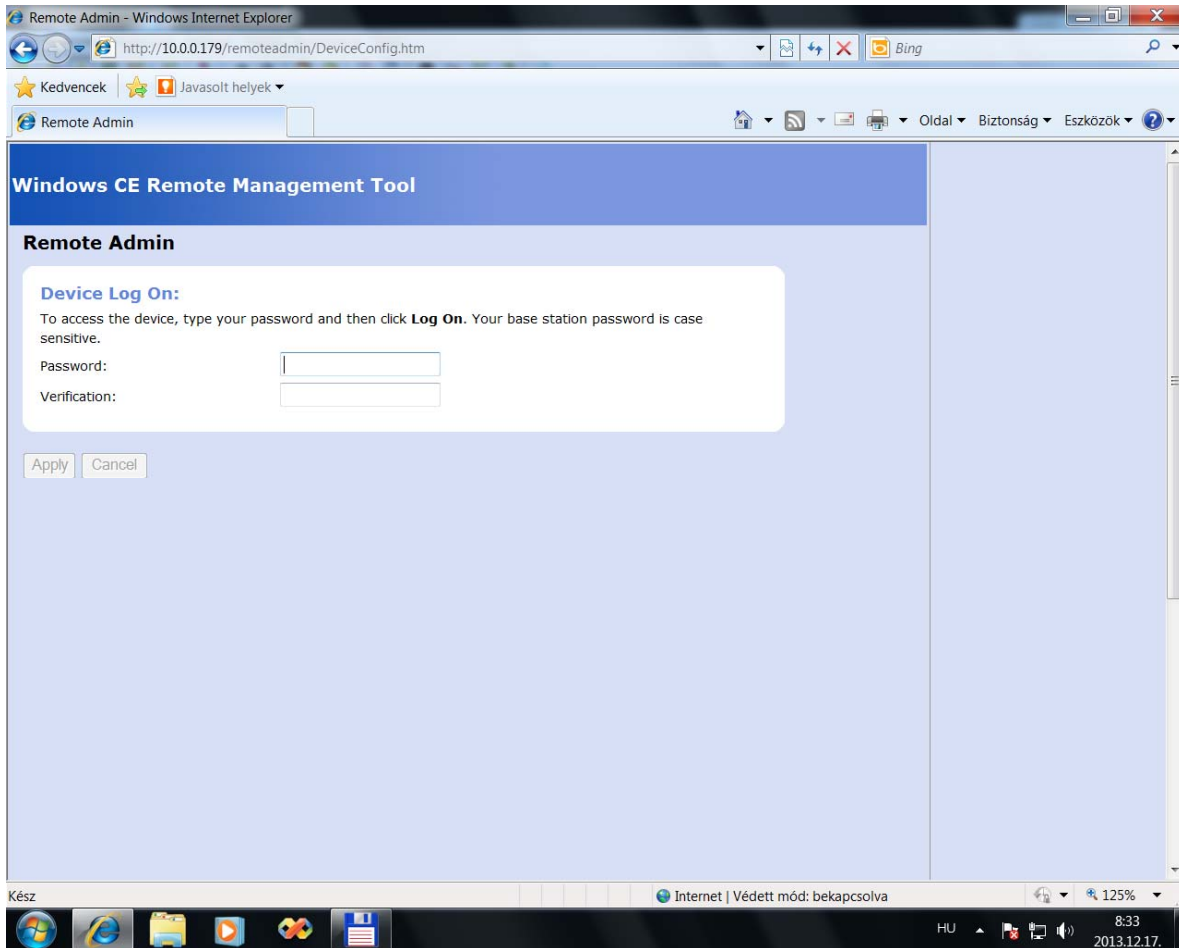 Remote Admin - Windows Internet Explorer
http://10.0.0.179/remoteadmin/DeviceConfig.htm
Bing
Kedvencek
Javasolt helyek
Remote Admin
Oldal
Biztonság
Eszközök
Windows CE Remote Management Tool
Remote Admin
Device Log On:
To access the device, type your password and then click Log On. Your base station password is case
sensitive.
Password:
Verification:
Apply
Cancel
Kész
Internet | Védett mód: bekapcsolva
125%
HU
8:33
2013.12.17.